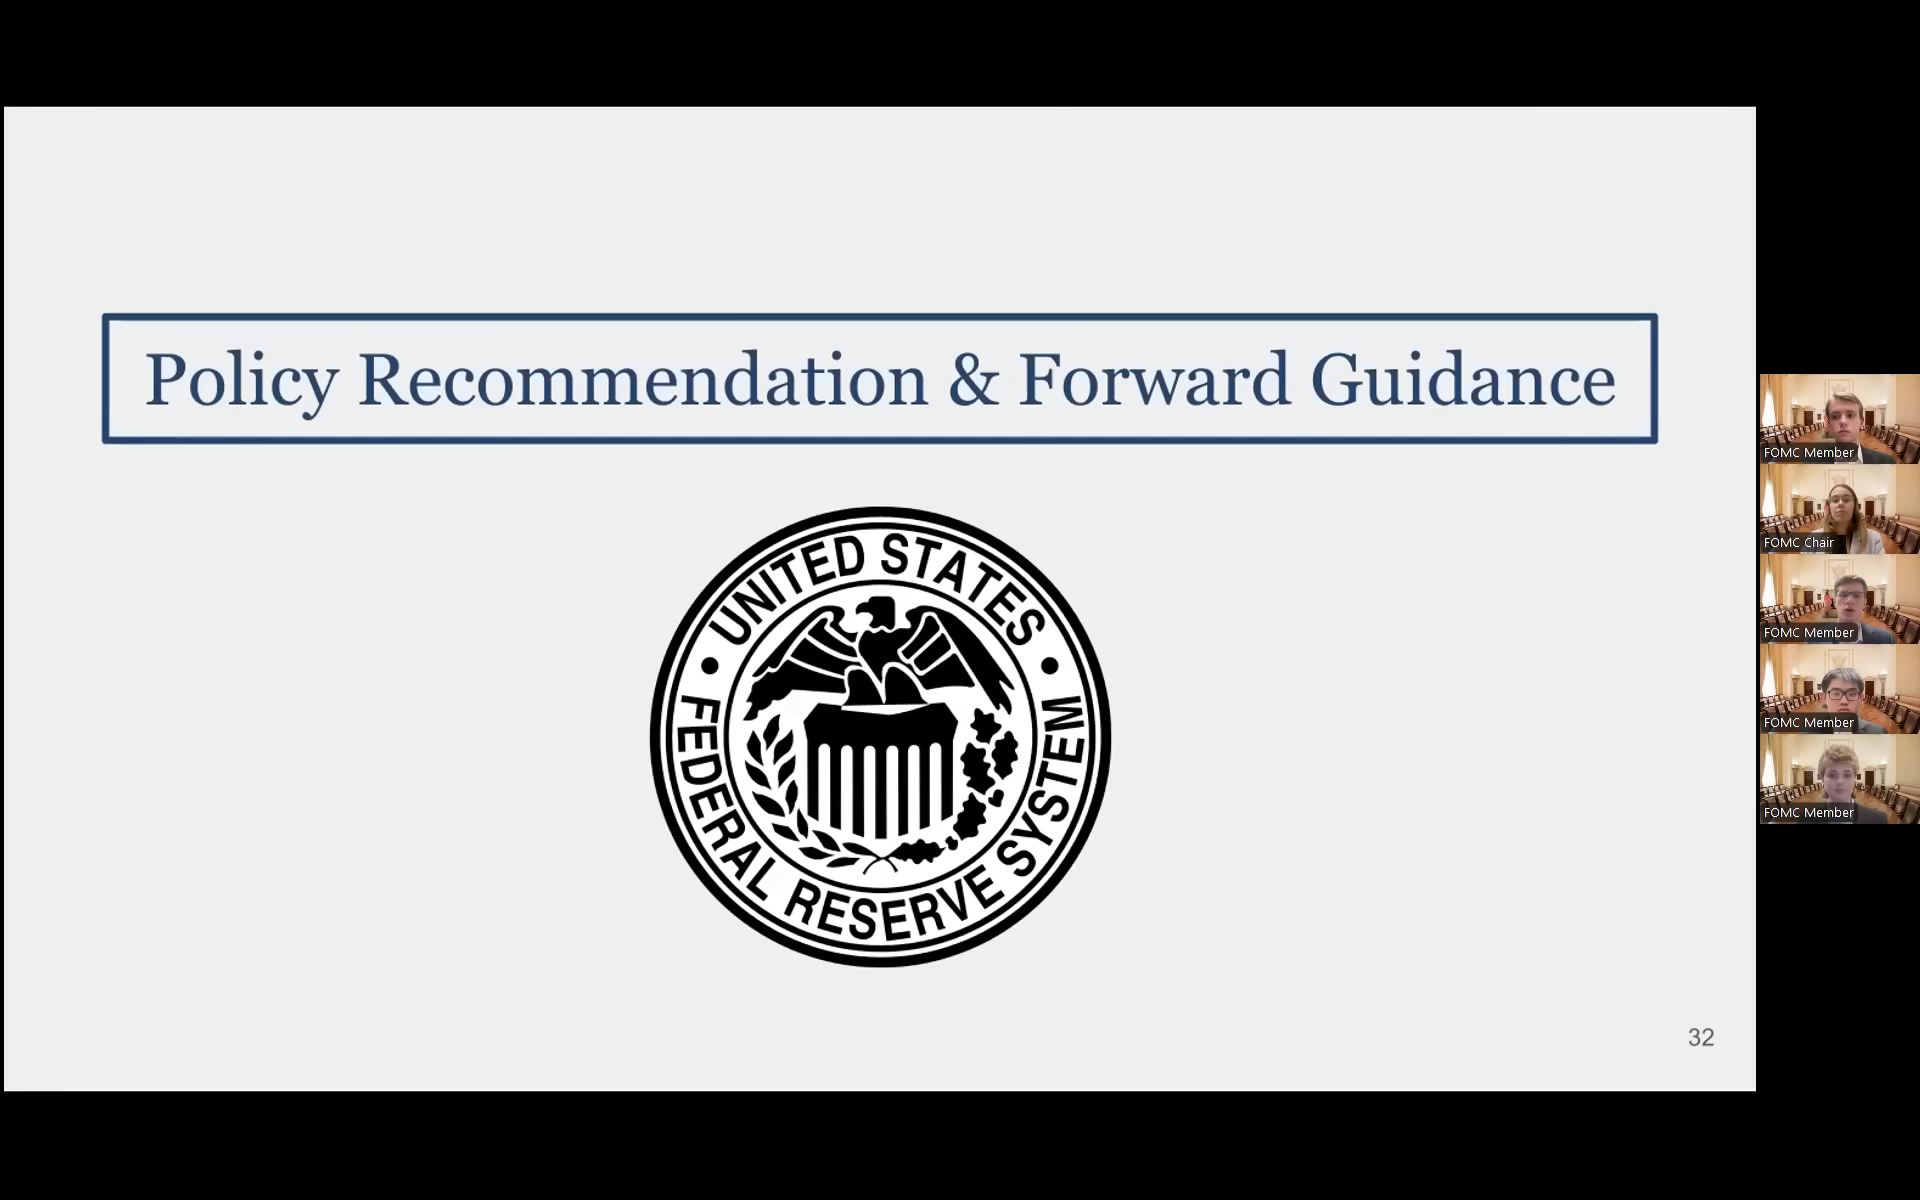 Policy Recommendation & Forward Guidance
UNITED STATES
FEDERAL RESERVE SYSTEM
32
FOMC Member
FOMC Chair
FOMC Member
FOMC Member
FOMC Member